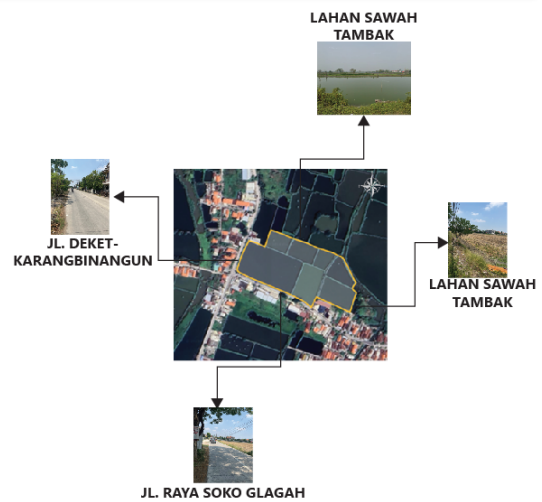 LAHAN SAWAH
TAMBAK
JL. DEKET-
KARANGBINANGUN
LAHAN SAWAH
TAMBAK
JL. RAYA SOKO GLAGAH